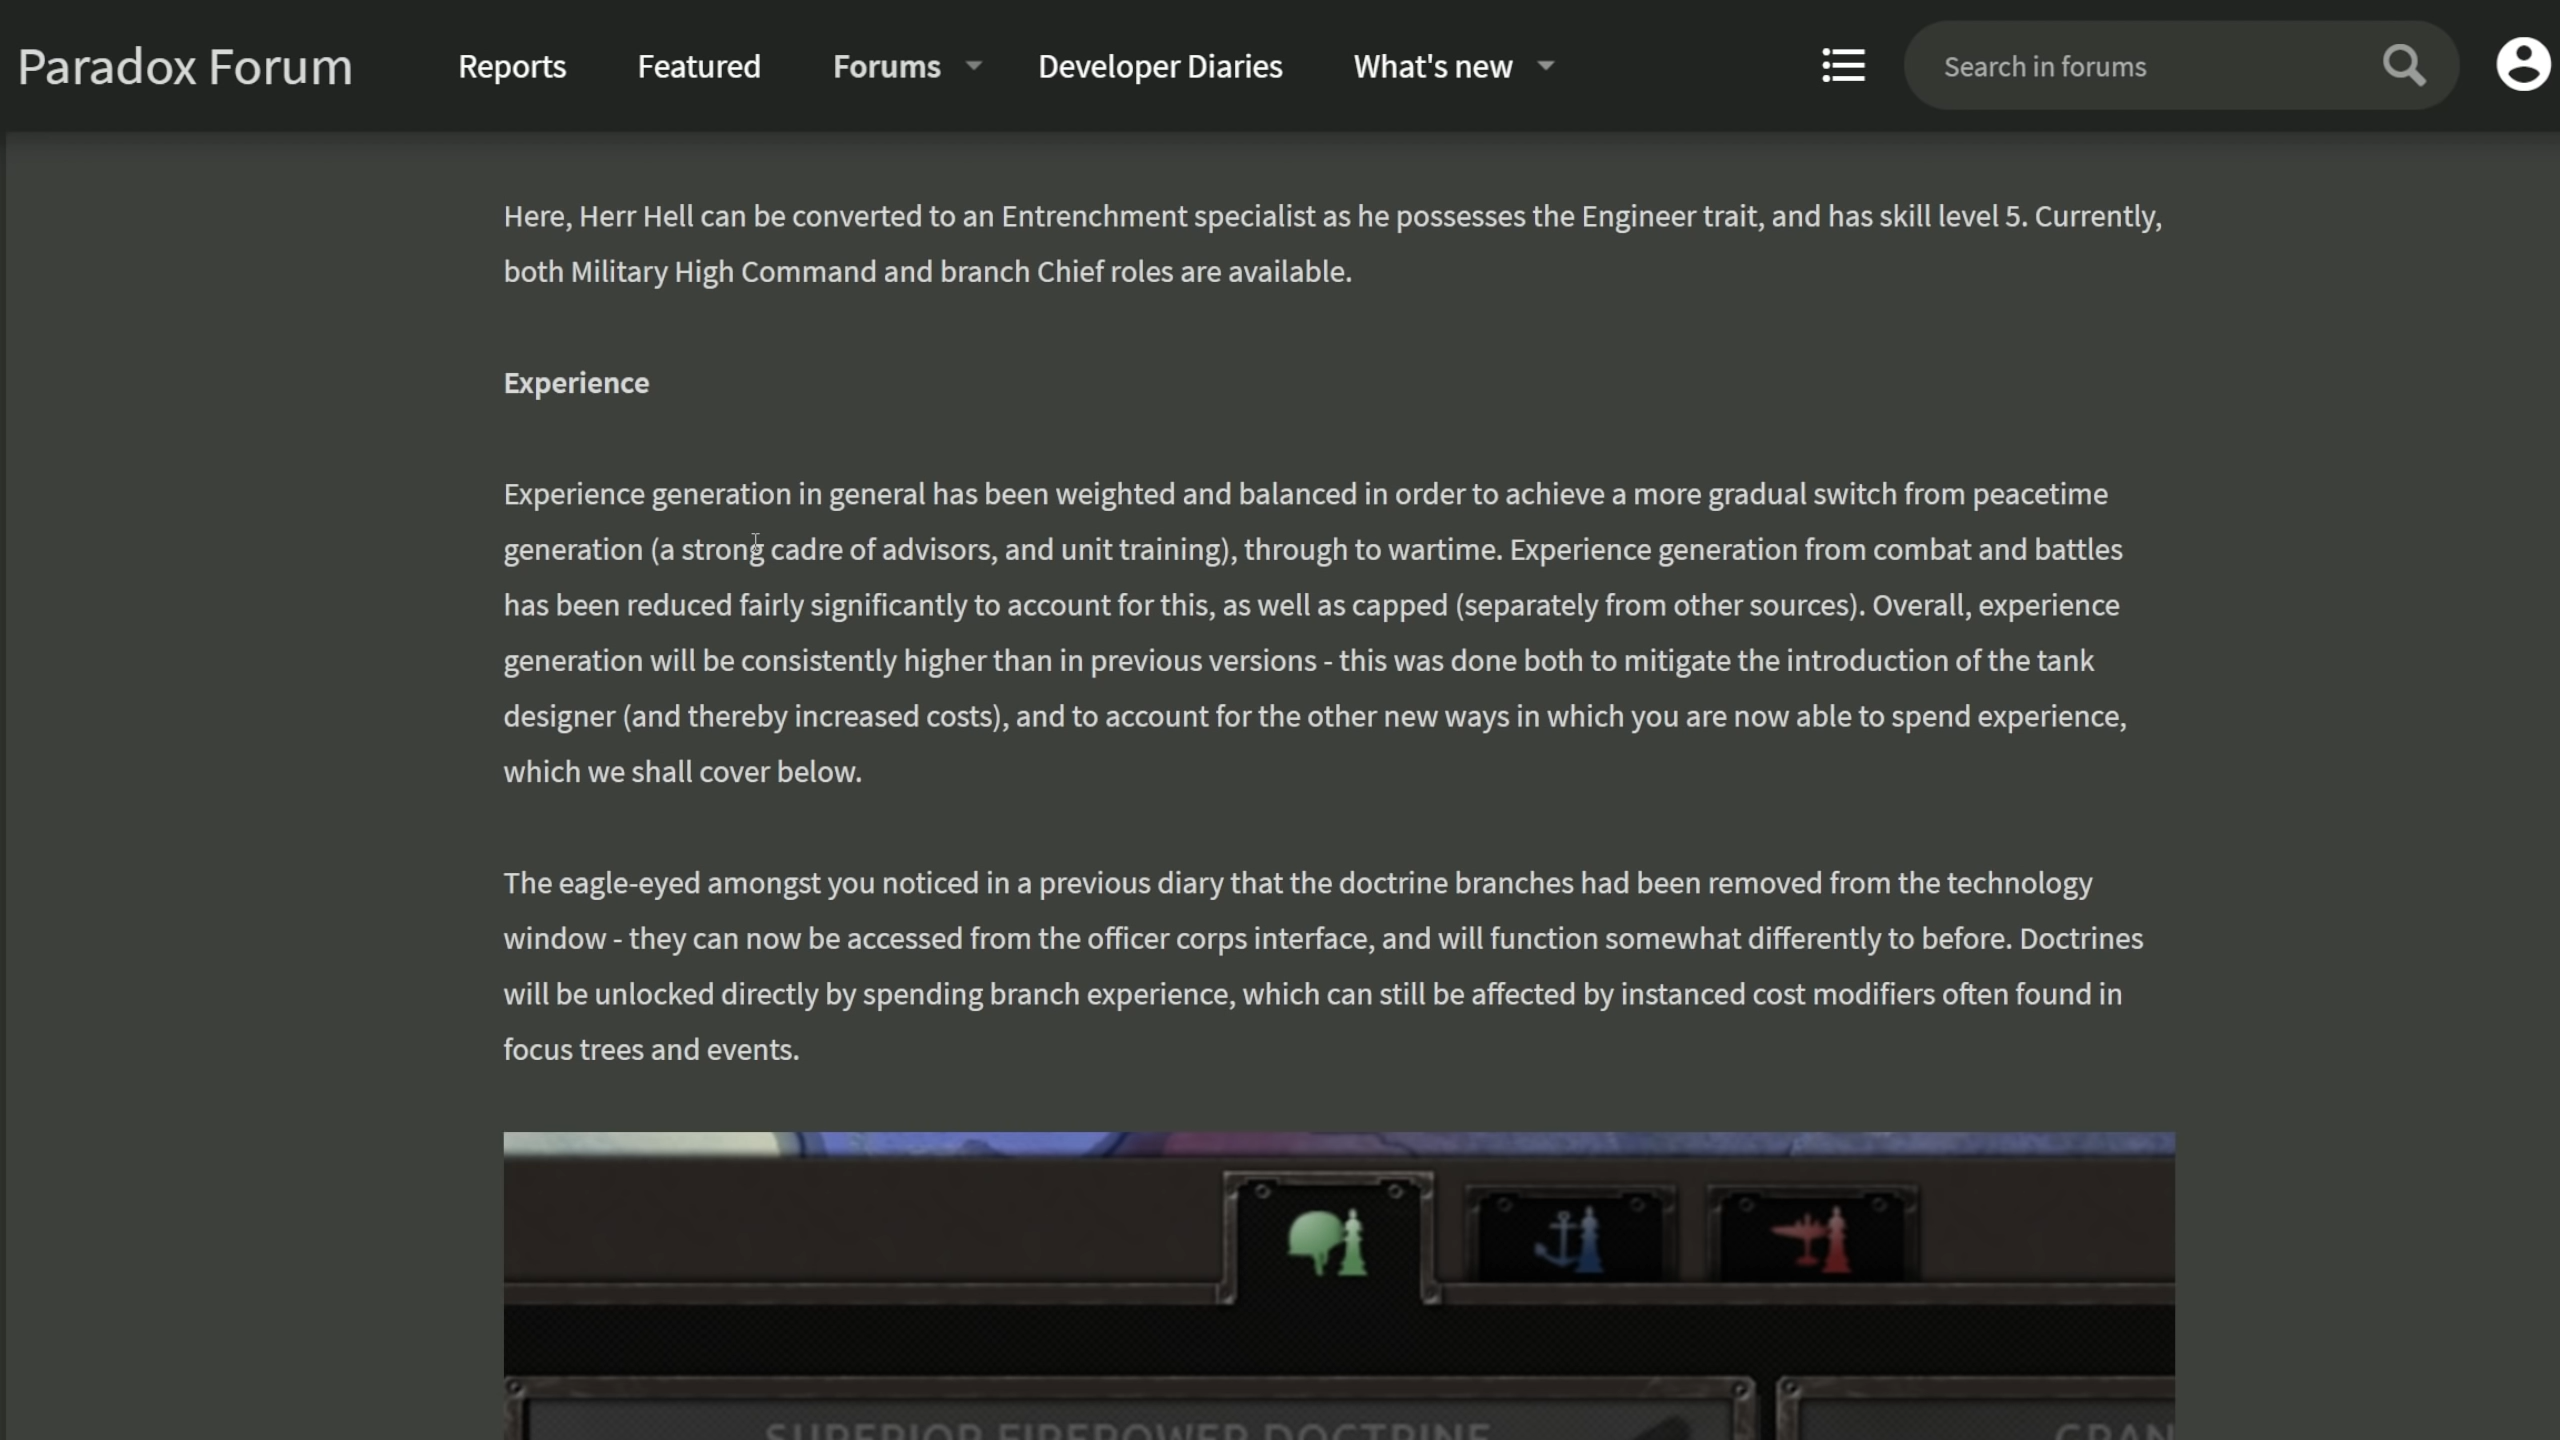 Paradox Forum Reports Featured Forums Developer Diaries What's new Search in forums
Here, Herr Hell can be converted to an Entrenchment specialist as he possesses the Engineer trait, and has skill level 5. Currently,
both Military High Command and branch Chief roles are available.
Experience
Experience generation in general has been weighted and balanced in order to achieve a more gradual switch from peacetime
generation (a strong cadre of advisors, and unit training), through to wartime. Experience generation from combat and battles
has been reduced fairly significantly to account for this, as well as capped (separately from other sources). Overall, experience
generation will be consistently higher than in previous versions - this was done both to mitigate the introduction of the tank
designer (and thereby increased costs), and to account for the other new ways in which you are now able to spend experience,
which we shall cover below.
The eagle-eyed amongst you noticed in a previous diary that the doctrine branches had been removed from the technology
window - they can now be accessed from the officer corps interface, and will function somewhat differently to before. Doctrines
will be unlocked directly by spending branch experience, which can still be affected by instanced cost modifiers often found in
focus trees and events.
SUPERIOR FIREPOWER DOCTRINE